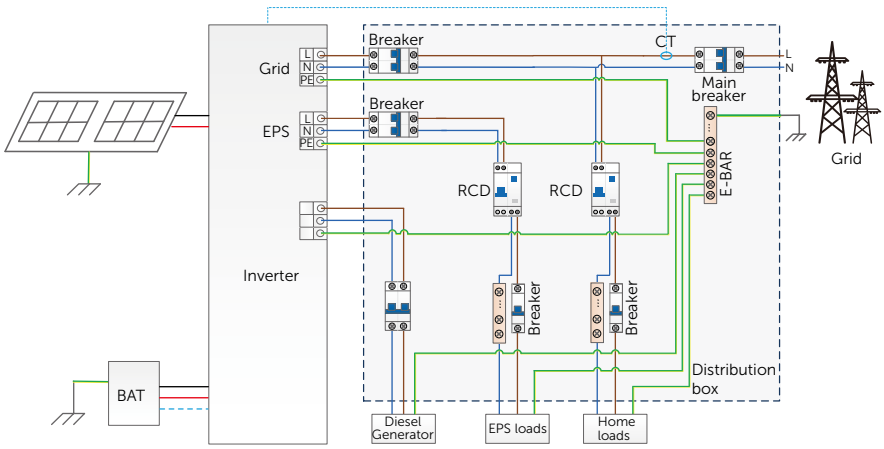 Breaker
CT
L
Grid
N
PE
L
N
Main
breaker
Breaker
EPS
L
N
PE
Grid
E-BAR
RCD
RCD
Inverter
Breaker
Breaker
Distribution
box
BAT
Diesel
Generator
EPS loads
Home
loads